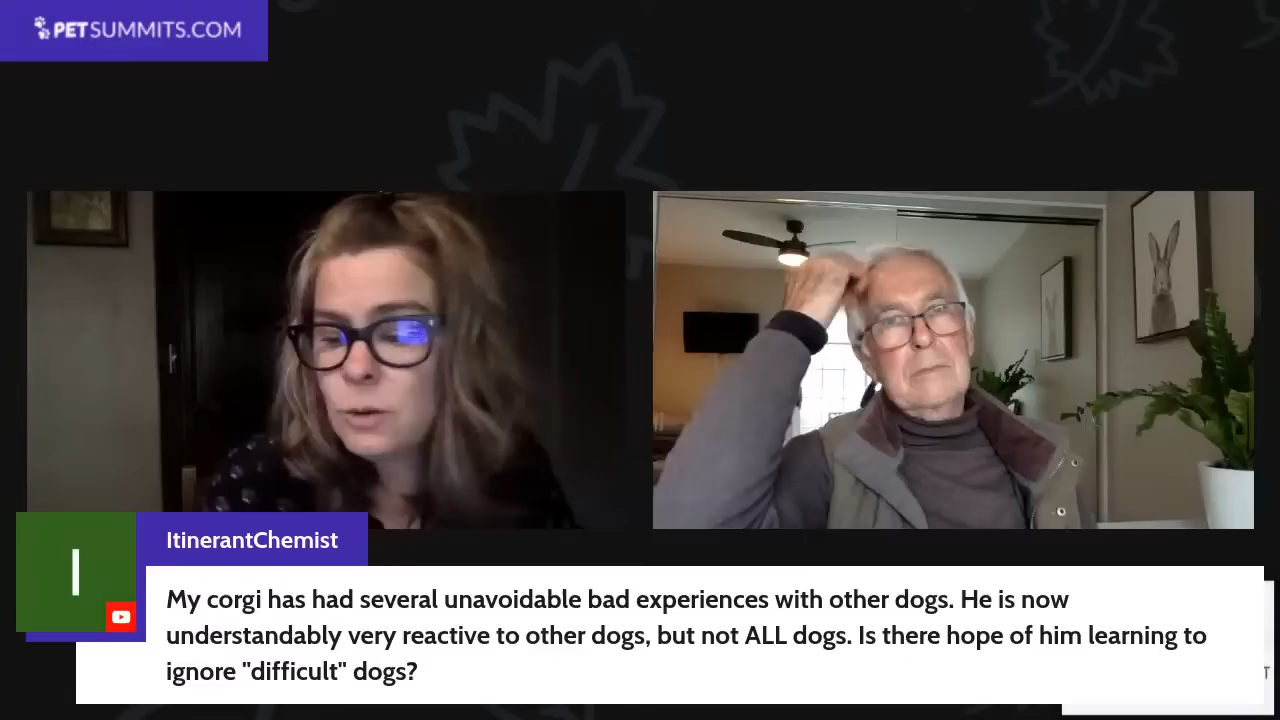 PETSUMMITS.COM
I
ItinerantChemist
My corgi has had several unavoidable bad experiences with other dogs. He is now
understandably very reactive to other dogs, but not ALL dogs. Is there hope of him learning to
ignore "difficult" dogs?